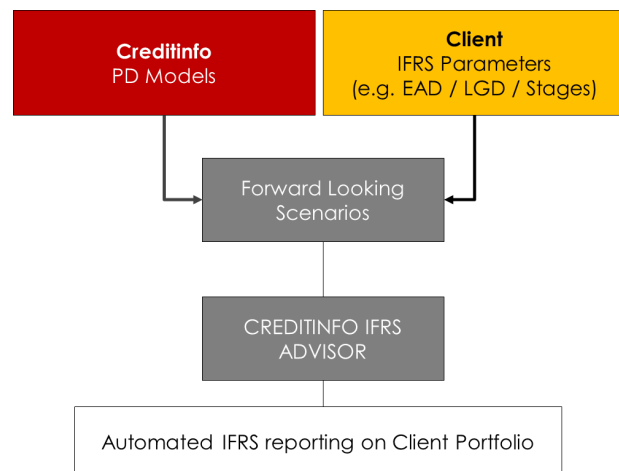 Creditinfo
PD Models
Client
IFRS Parameters
(e.g. EAD / LGD / Stages)
Forward Looking
Scenarios
CREDITINFO IFRS
ADVISOR
Automated IFRS reporting on Client Portfolio